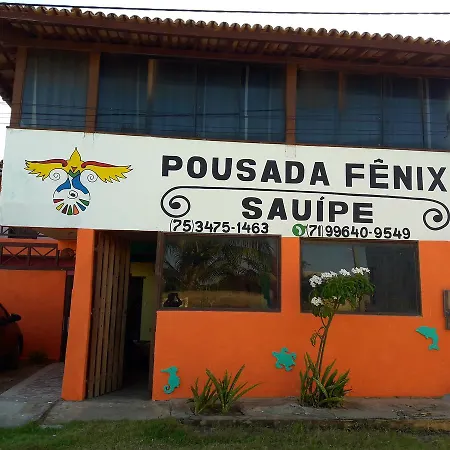 POUSADA FÊNIX
SAUÍPE
(75)3475-1463
(71)99640-9549